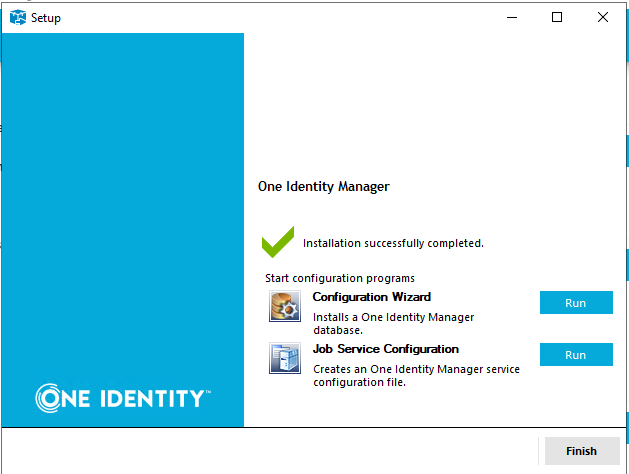 Setup
One Identity Manager
Installation successfully completed.
Start configuration programs
Configuration Wizard
Run
Installs a One Identity Manager
database.
Job Service Configuration
Run
Creates an One Identity Manager service
configuration file.
ONE IDENTITY™
Finish